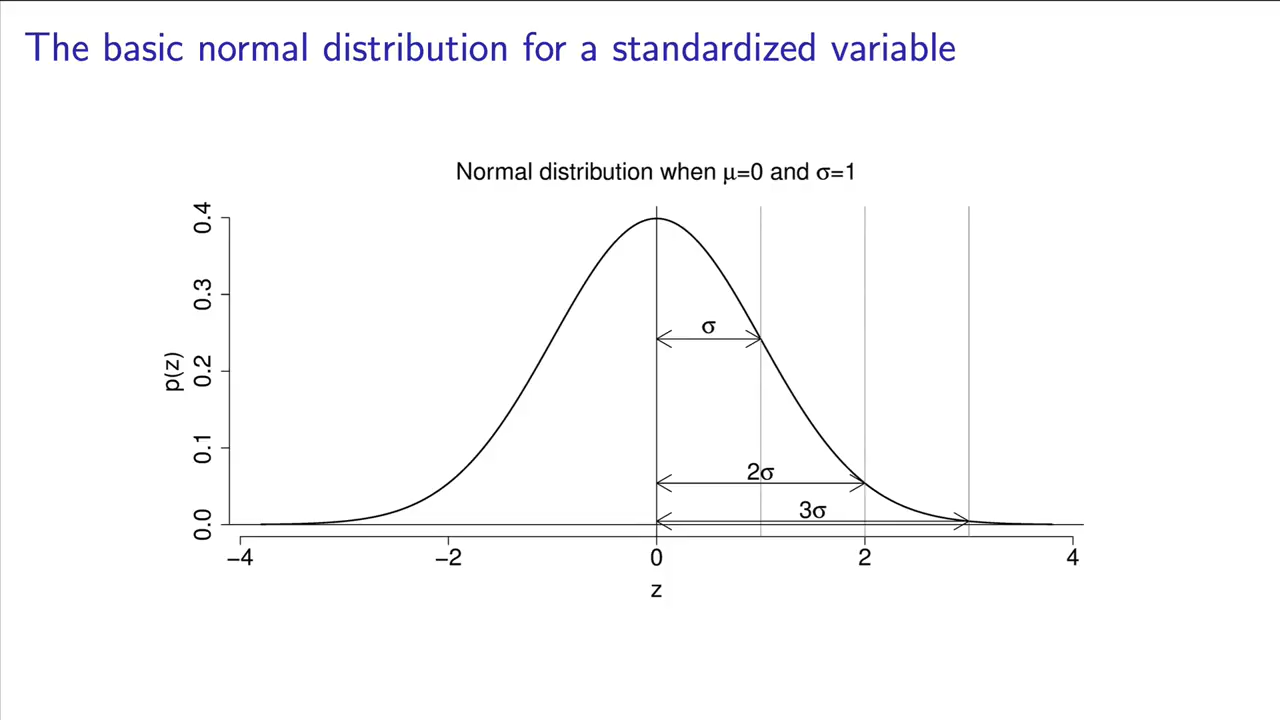 The basic normal distribution for a standardized variable
Normal distribution when μ=0 and σ=1
0.4
0.3
0.2
0.1
0.0
p(z)
σ
2σ
3σ
−4
−2
0
2
4
z